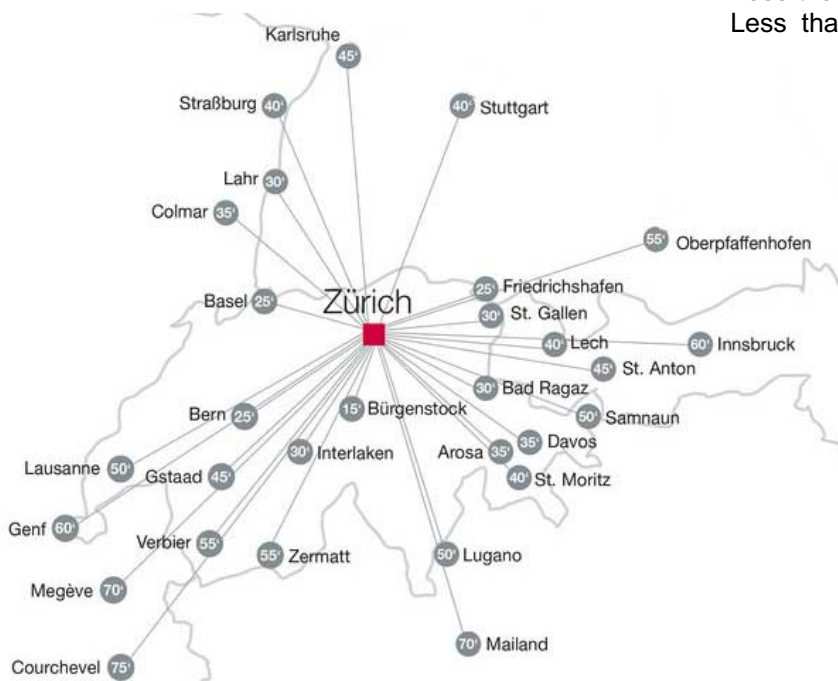 Less tha
Karlsruhe
45'
Straßburg 40'
40' Stuttgart
Lahr 30'
Colmar 35'
55' Oberpfaffenhofen
25' Friedrichshafen
Basel 25'
Zürich
30' St. Gallen
40' Lech
60' Innsbruck
45' St. Anton
30' Bad Ragaz
15' Bürgenstock
Bern 25'
50' Samnaun
35' Davos
Arosa 35'
30' Interlaken
Lausanne 50'
Gstaad 45'
40' St. Moritz
Genf 60'
Verbier 55'
55' Zermatt
50' Lugano
Megève 70'
70' Mailand
Courchevel 75'